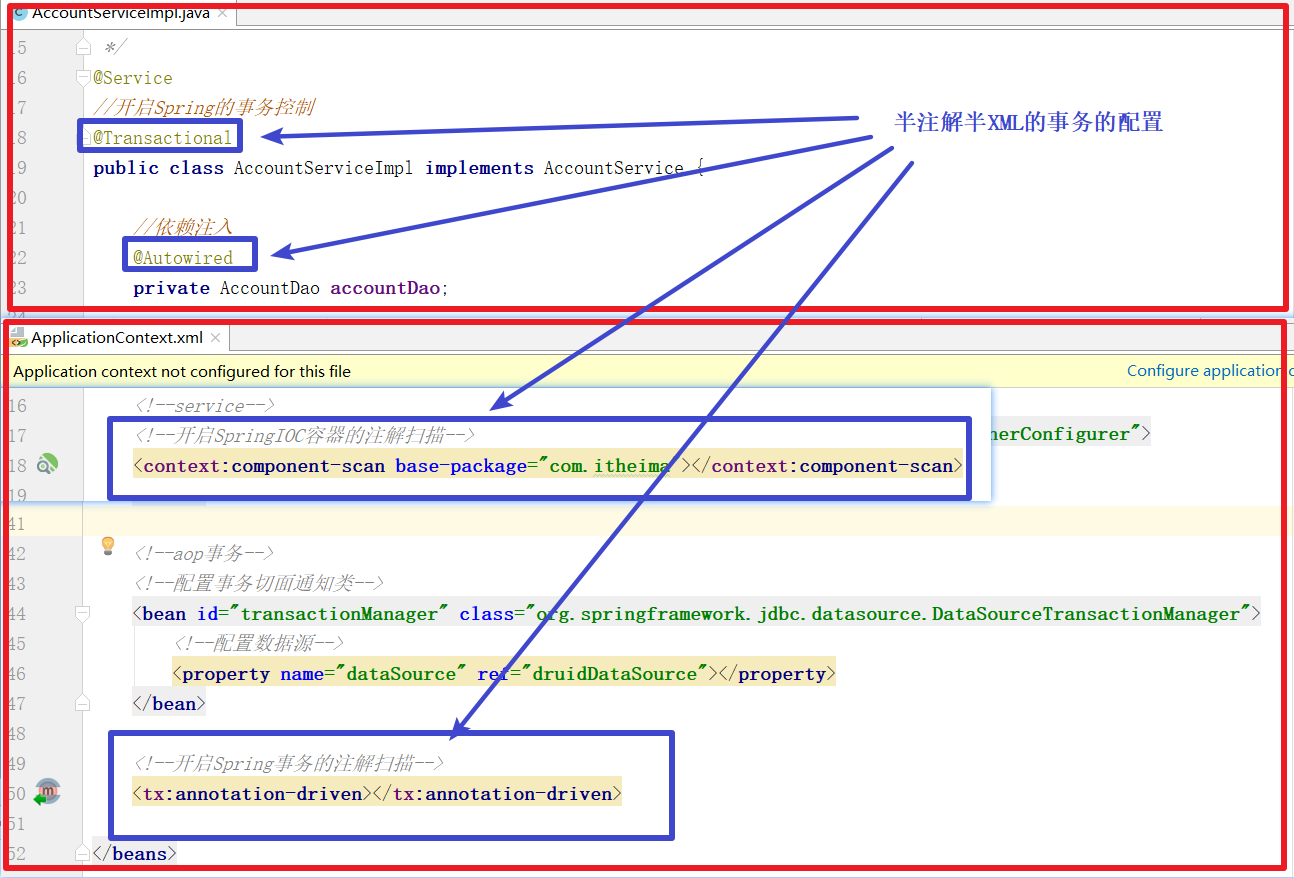 AccountServiceImpl.java
15 */
16 @Service
17 //开启Spring的事务控制
18 @Transactional
半注解半XML的事务的配置
19 public class AccountServiceImpl implements AccountService {
20
21 //依赖注入
22 @Autowired
23 private AccountDao accountDao;
24
ApplicationContext.xml
Application context not configured for this file
Configure application c
16 <!--service-->
17 <!--开启SpringIOC容器的注解扫描-->
nerConfigurer">
18 <context:component-scan base-package="com.itheima"></context:component-scan>
19
41
42 <!--aop事务-->
43 <!--配置事务切面通知类-->
44 <bean id="transactionManager" class="org.springframework.jdbc.datasource.DataSourceTransactionManager">
45 <!--配置数据源-->
46 <property name="dataSource" ref="druidDataSource"></property>
47 </bean>
48
49 <!--开启Spring事务的注解扫描-->
50 <tx:annotation-driven></tx:annotation-driven>
51
52 </beans>